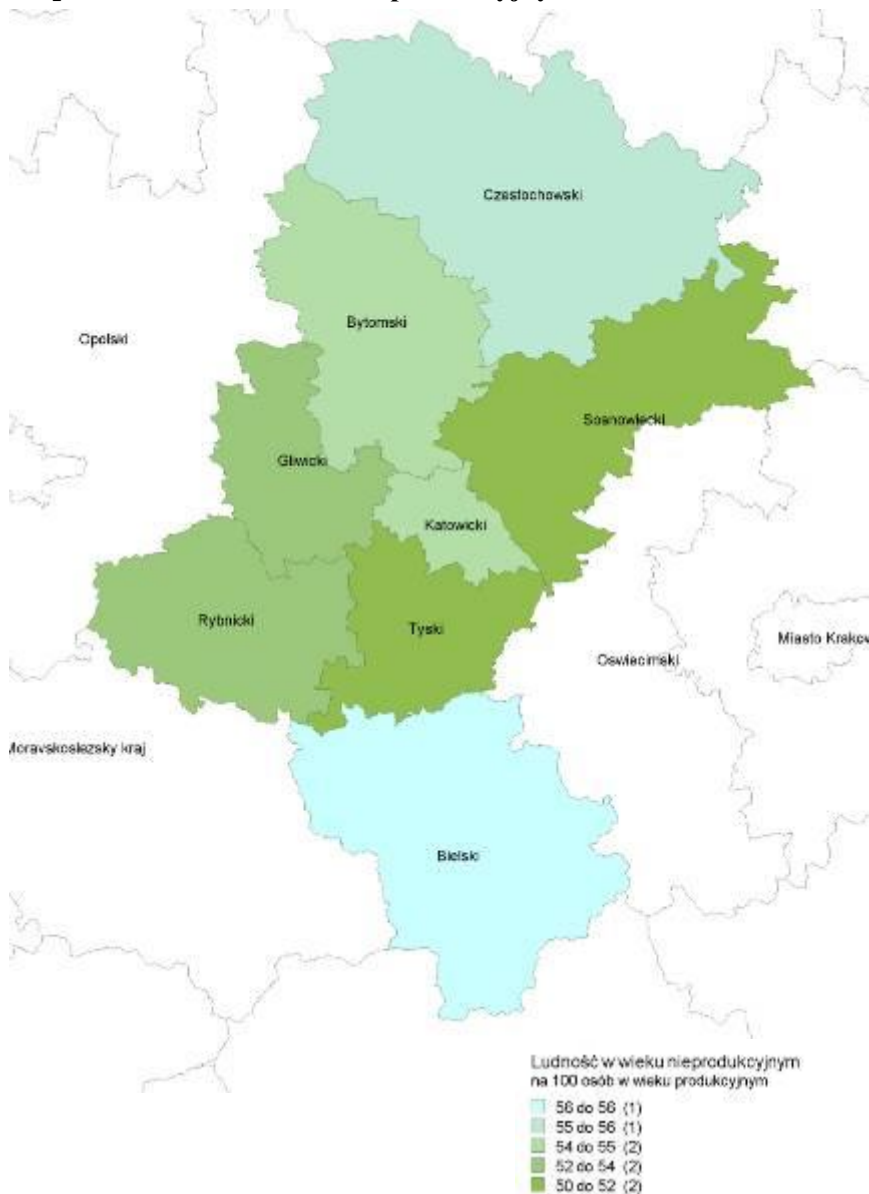 Czestochowski
Opolski
Bytomski
Sosnowiecki
Gliwicki
Katowicki
Rybnicki
Tyski
Oswiecimski
Miasto Krakow
Moravskoslezsky kraj
Bielski
Ludność w wieku nieprodukcyjnym
na 100 osób w wieku produkcyjnym
56 do 56 (1)
55 do 56 (1)
54 do 55 (2)
52 do 54 (2)
50 do 52 (2)